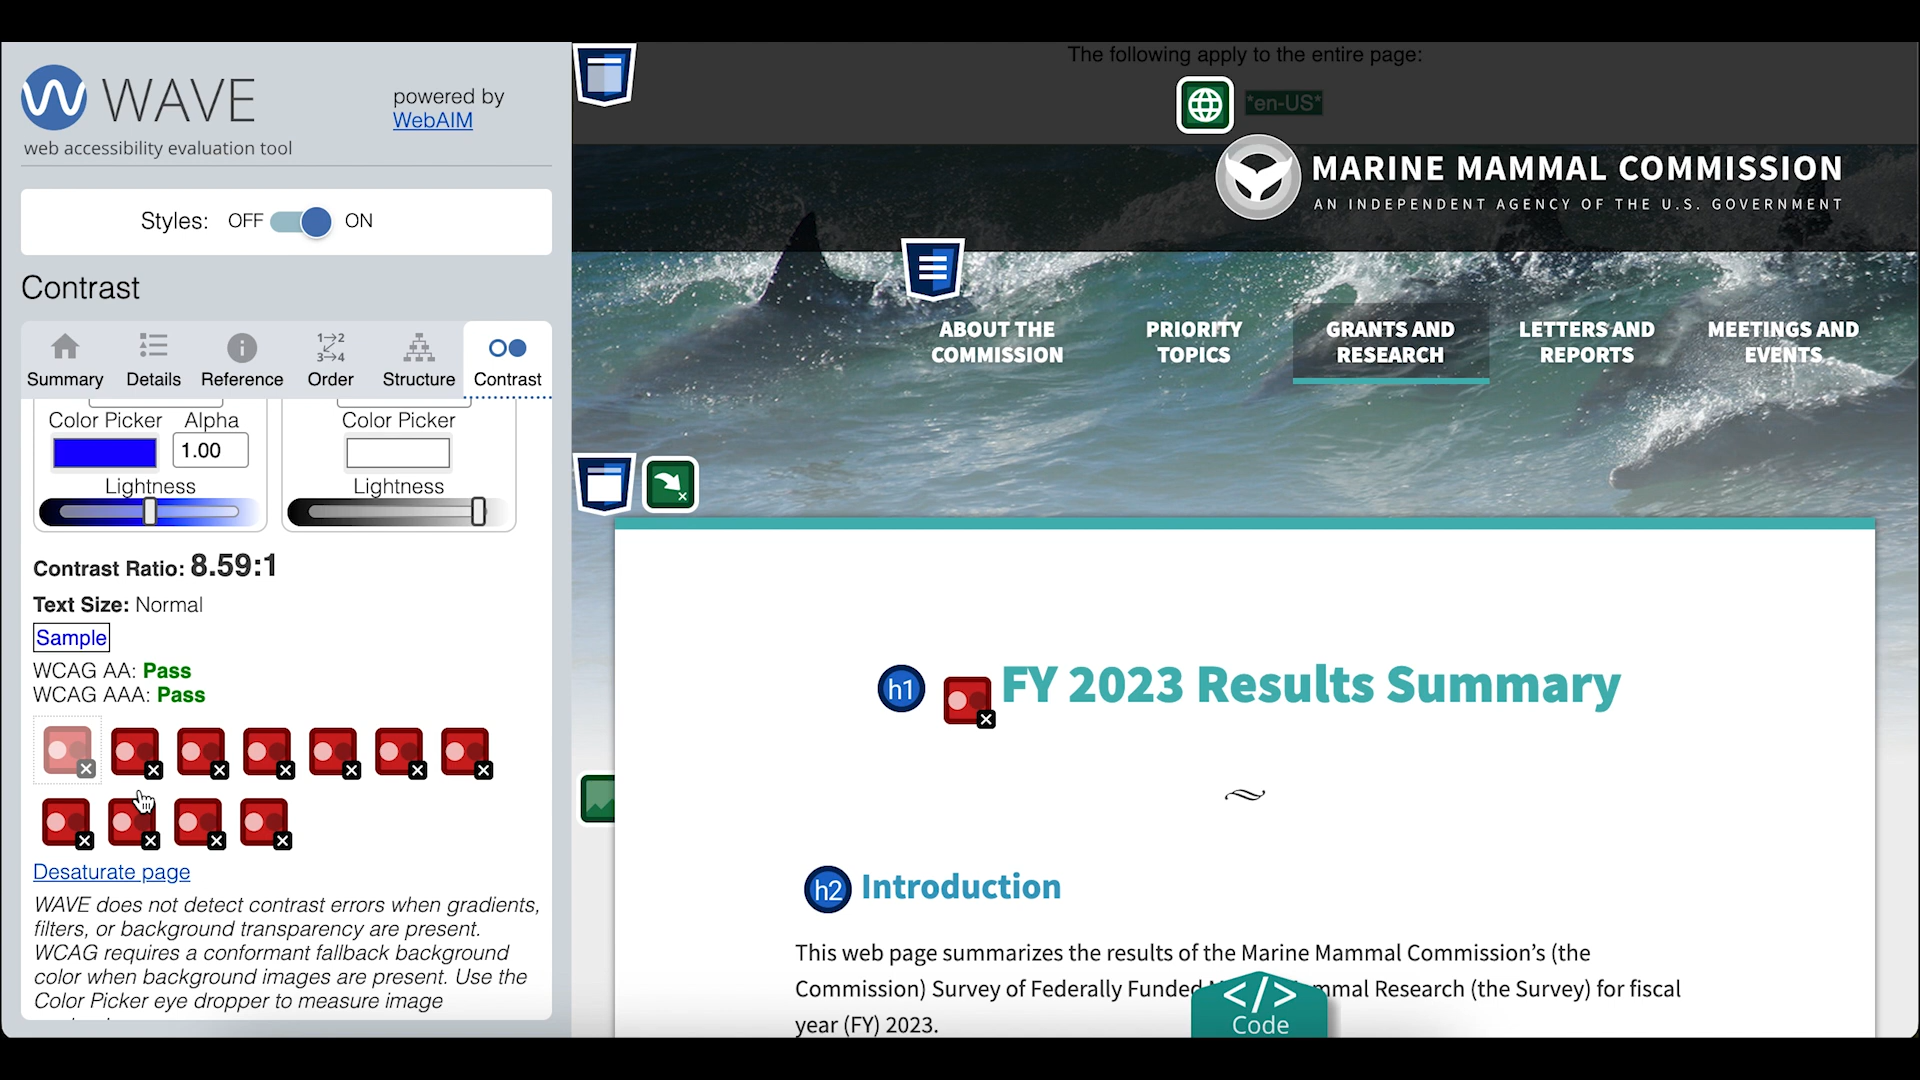 WAVE
powered by
WebAIM
web accessibility evaluation tool
Styles: OFF ON
Contrast
Summary Details Reference Order Structure Contrast
1→2
3→4
Color Picker Alpha
1.00
Lightness
Color Picker
Lightness
Contrast Ratio: 8.59:1
Text Size: Normal
Sample
WCAG AA: Pass
WCAG AAA: Pass
Desaturate page
WAVE does not detect contrast errors when gradients,
filters, or background transparency are present.
WCAG requires a conformant fallback background
color when background images are present. Use the
Color Picker eye dropper to measure image
The following apply to the entire page:
*en-US*
MARINE MAMMAL COMMISSION
AN INDEPENDENT AGENCY OF THE U.S. GOVERNMENT
ABOUT THE
COMMISSION
PRIORITY
TOPICS
GRANTS AND
RESEARCH
LETTERS AND
REPORTS
MEETINGS AND
EVENTS
h1 FY 2023 Results Summary
h2 Introduction
This web page summarizes the results of the Marine Mammal Commission’s (the
Commission) Survey of Federally Funded Research (the Survey) for fiscal
year (FY) 2023.
</>
Code